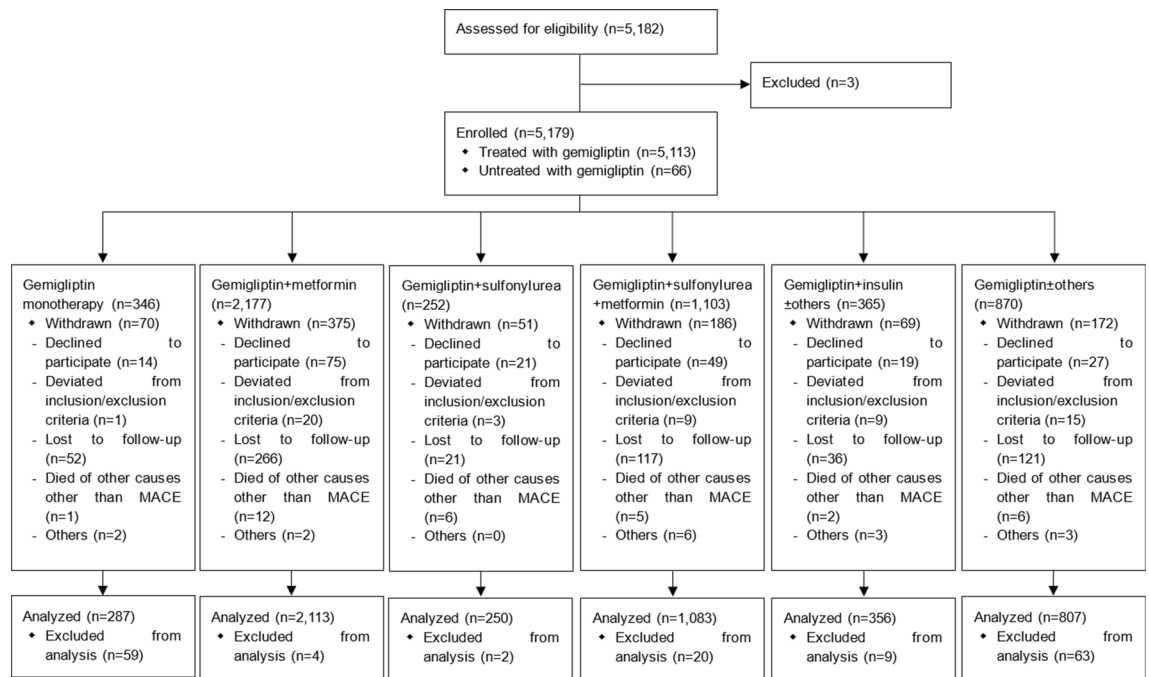 Assessed for eligibility (n=5,182)
Excluded (n=3)
Enrolled (n=5,179)
◆ Treated with gemigliptin (n=5,113)
◆ Untreated with gemigliptin (n=66)
Gemigliptin
monotherapy (n=346)
◆ Withdrawn (n=70)
- Declined to
participate (n=14)
- Deviated from
inclusion/exclusion
criteria (n=1)
- Lost to follow-up
(n=52)
- Died of other causes
other than MACE
(n=1)
- Others (n=2)
Gemigliptin+metformin
(n=2,177)
◆ Withdrawn (n=375)
- Declined to
participate (n=75)
- Deviated from
inclusion/exclusion
criteria (n=20)
- Lost to follow-up
(n=266)
- Died of other causes
other than MACE
(n=12)
- Others (n=2)
Gemigliptin+sulfonylurea
(n=252)
◆ Withdrawn (n=51)
- Declined to
participate (n=21)
- Deviated from
inclusion/exclusion
criteria (n=3)
- Lost to follow-up
(n=21)
- Died of other causes
other than MACE
(n=6)
- Others (n=0)
Gemigliptin+sulfonylurea
+metformin (n=1,103)
◆ Withdrawn (n=186)
- Declined to
participate (n=49)
- Deviated from
inclusion/exclusion
criteria (n=9)
- Lost to follow-up
(n=117)
- Died of other causes
other than MACE
(n=5)
- Others (n=6)
Gemigliptin+insulin
±others (n=365)
◆ Withdrawn (n=69)
- Declined to
participate (n=19)
- Deviated from
inclusion/exclusion
criteria (n=9)
- Lost to follow-up
(n=36)
- Died of other causes
other than MACE
(n=2)
- Others (n=3)
Gemigliptin±others
(n=870)
◆ Withdrawn (n=172)
- Declined to
participate (n=27)
- Deviated from
inclusion/exclusion
criteria (n=15)
- Lost to follow-up
(n=121)
- Died of other causes
other than MACE
(n=6)
- Others (n=3)
Analyzed (n=287)
◆ Excluded from
analysis (n=59)
Analyzed (n=2,113)
◆ Excluded from
analysis (n=4)
Analyzed (n=250)
◆ Excluded from
analysis (n=2)
Analyzed (n=1,083)
◆ Excluded from
analysis (n=20)
Analyzed (n=356)
◆ Excluded from
analysis (n=9)
Analyzed (n=807)
◆ Excluded from
analysis (n=63)